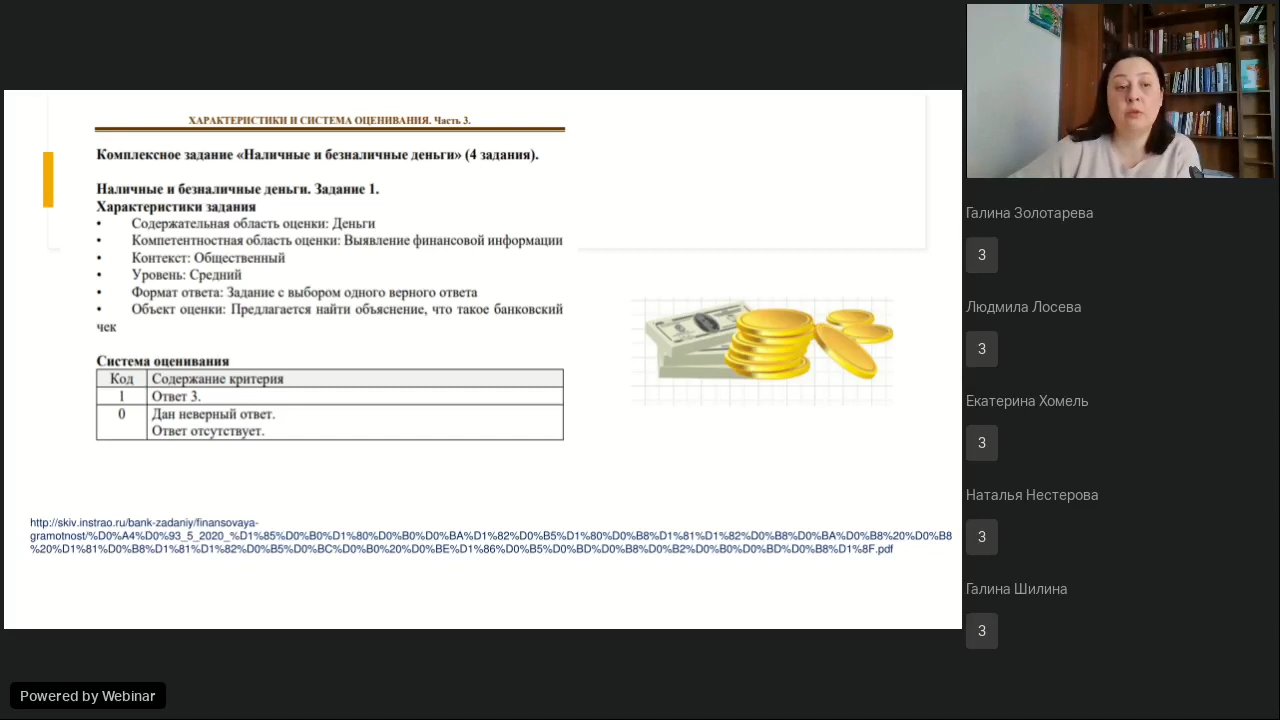 ХАРАКТЕРИСТИКИ И СИСТЕМА ОЦЕНИВАНИЯ. Часть 3.
Комплексное задание «Наличные и безналичные деньги» (4 задания).
Наличные и безналичные деньги. Задание 1.
Характеристики задания
• Содержательная область оценки: Деньги
• Компетентностная область оценки: Выявление финансовой информации
• Контекст: Общественный
• Уровень: Средний
• Формат ответа: Задание с выбором одного верного ответа
• Объект оценки: Предлагается найти объяснение, что такое банковский
чек
Система оценивания
Код Содержание критерия
1 Ответ 3.
0 Дан неверный ответ.
Ответ отсутствует.
http://skiv.instrao.ru/bank-zadaniy/finansovaya-
gramotnost/%D0%A4%D0%93_5_2020_%D1%85%D0%B0%D1%80%D0%B0%D0%BA%D1%82%D0%B5%D1%80%D0%B8%D1%81%D1%82%D0%B8%D0%BA%D0%B8%20%D0%B8
%20%D1%81%D0%B8%D1%81%D1%82%D0%B5%D0%BC%D0%B0%20%D0%BE%D1%86%D0%B5%D0%BD%D0%B8%D0%B2%D0%B0%D0%BD%D0%B8%D1%8F.pdf
Галина Золотарева
3
Людмила Лосева
3
Екатерина Хомель
3
Наталья Нестерова
3
Галина Шилина
3
Powered by Webinar